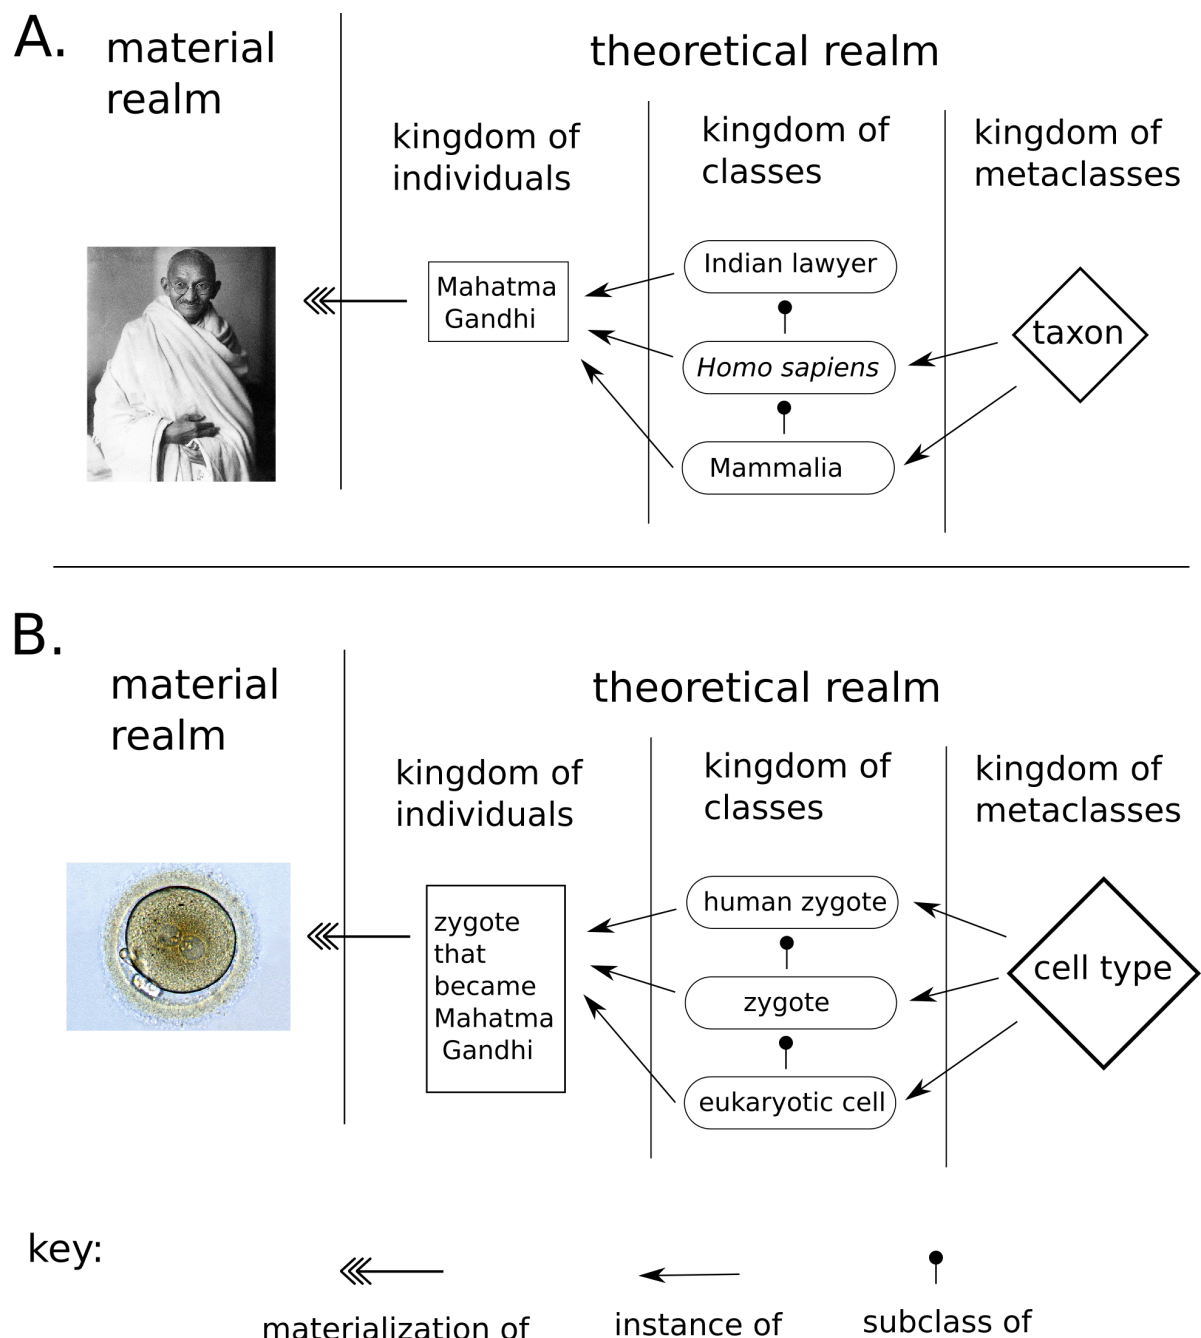 A.
material
realm
theoretical realm
kingdom of
individuals
kingdom of
classes
kingdom of
metaclasses
Mahatma
Gandhi
Indian lawyer
Homo sapiens
Mammalia
taxon
B.
material
realm
theoretical realm
kingdom of
individuals
kingdom of
classes
kingdom of
metaclasses
zygote
that
became
Mahatma
Gandhi
human zygote
zygote
eukaryotic cell
cell type
key:
materialization of
instance of
subclass of